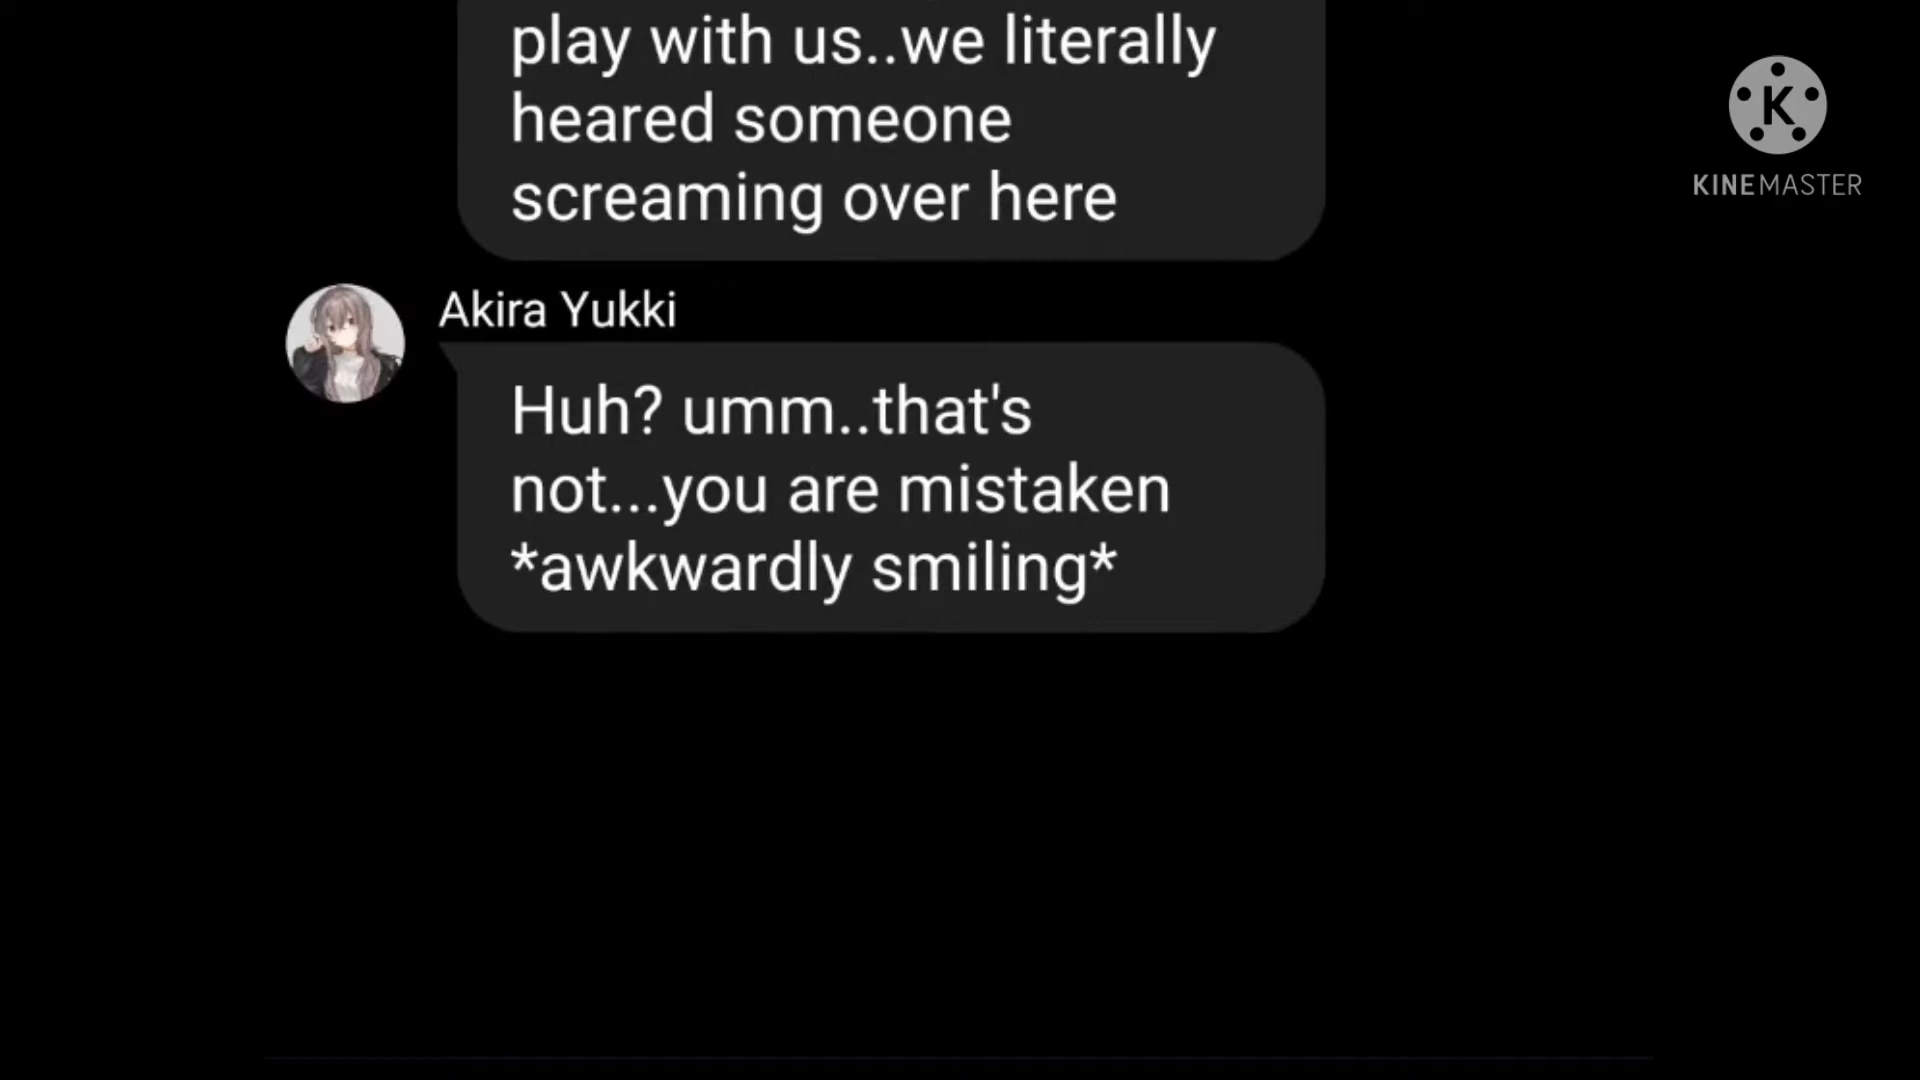 play with us..we literally
heared someone
screaming over here
K
KINEMASTER
Akira Yukki
Huh? umm..that's
not...you are mistaken
*awkwardly smiling*